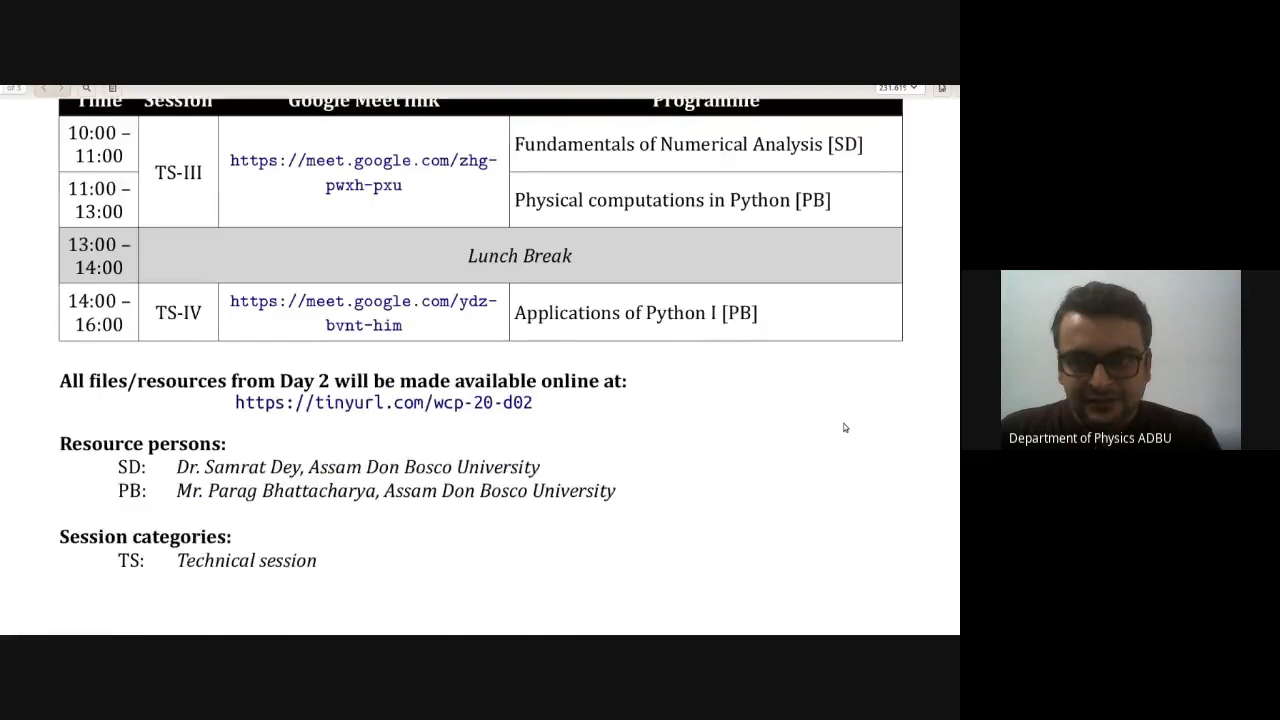 of 3
231.61%
Time Session Google Meet link Programme
10:00 –
11:00
TS-III
https://meet.google.com/zhg-
pwxh-pxu
Fundamentals of Numerical Analysis [SD]
11:00 –
13:00
Physical computations in Python [PB]
13:00 –
14:00
Lunch Break
14:00 –
16:00
TS-IV
https://meet.google.com/ydz-
bvnt-him
Applications of Python I [PB]
All files/resources from Day 2 will be made available online at:
https://tinyurl.com/wcp-20-d02
Resource persons:
SD: Dr. Samrat Dey, Assam Don Bosco University
PB: Mr. Parag Bhattacharya, Assam Don Bosco University
Session categories:
TS: Technical session
Department of Physics ADBU